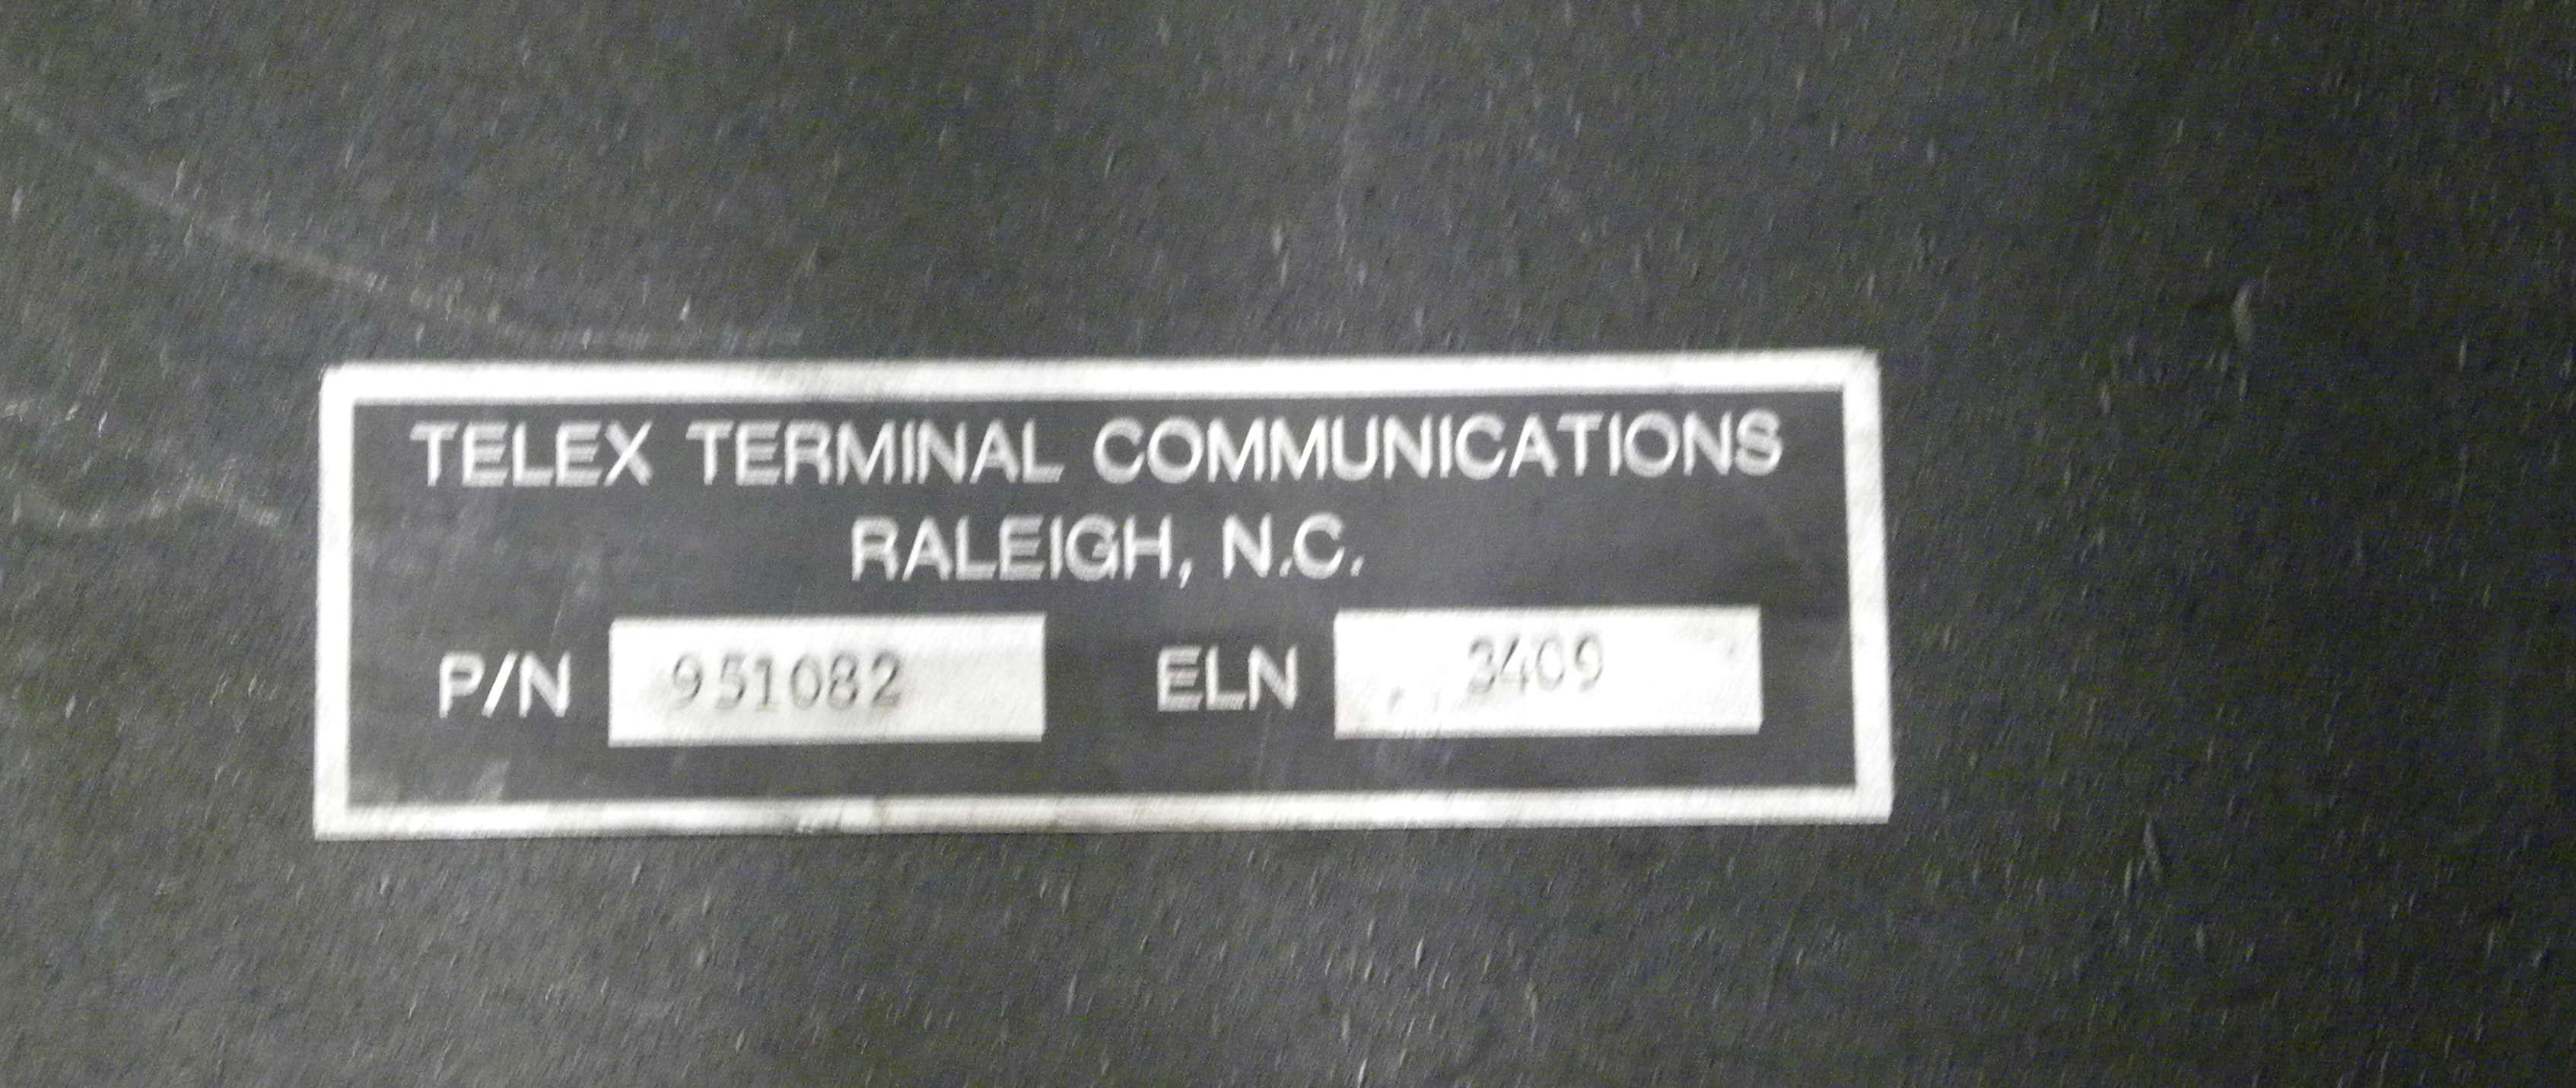 TELEX TERMINAL COMMUNICATIONS
RALEIGH, N.C.
P/N 951082 ELN 3409